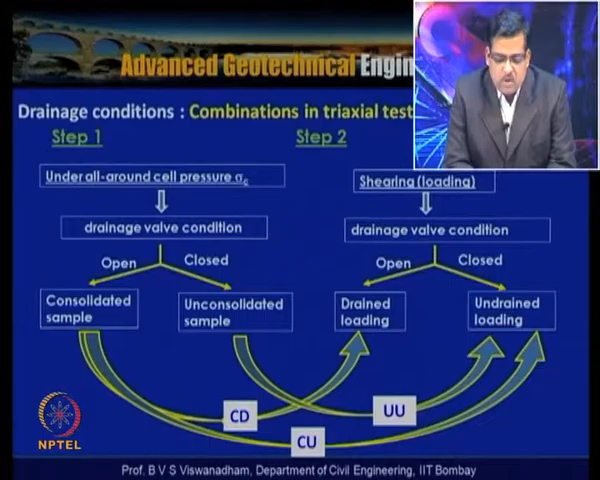 Advanced Geotechnical Engin
Drainage conditions : Combinations in triaxial test
Step 1
Step 2
Under all-around cell pressure σc
Shearing (loading)
drainage valve condition
drainage valve condition
Open
Closed
Open
Closed
Consolidated
sample
Unconsolidated
sample
Drained
loading
Undrained
loading
CD
UU
CU
NPTEL
Prof. B V S Viswanadham, Department of Civil Engineering, IIT Bombay